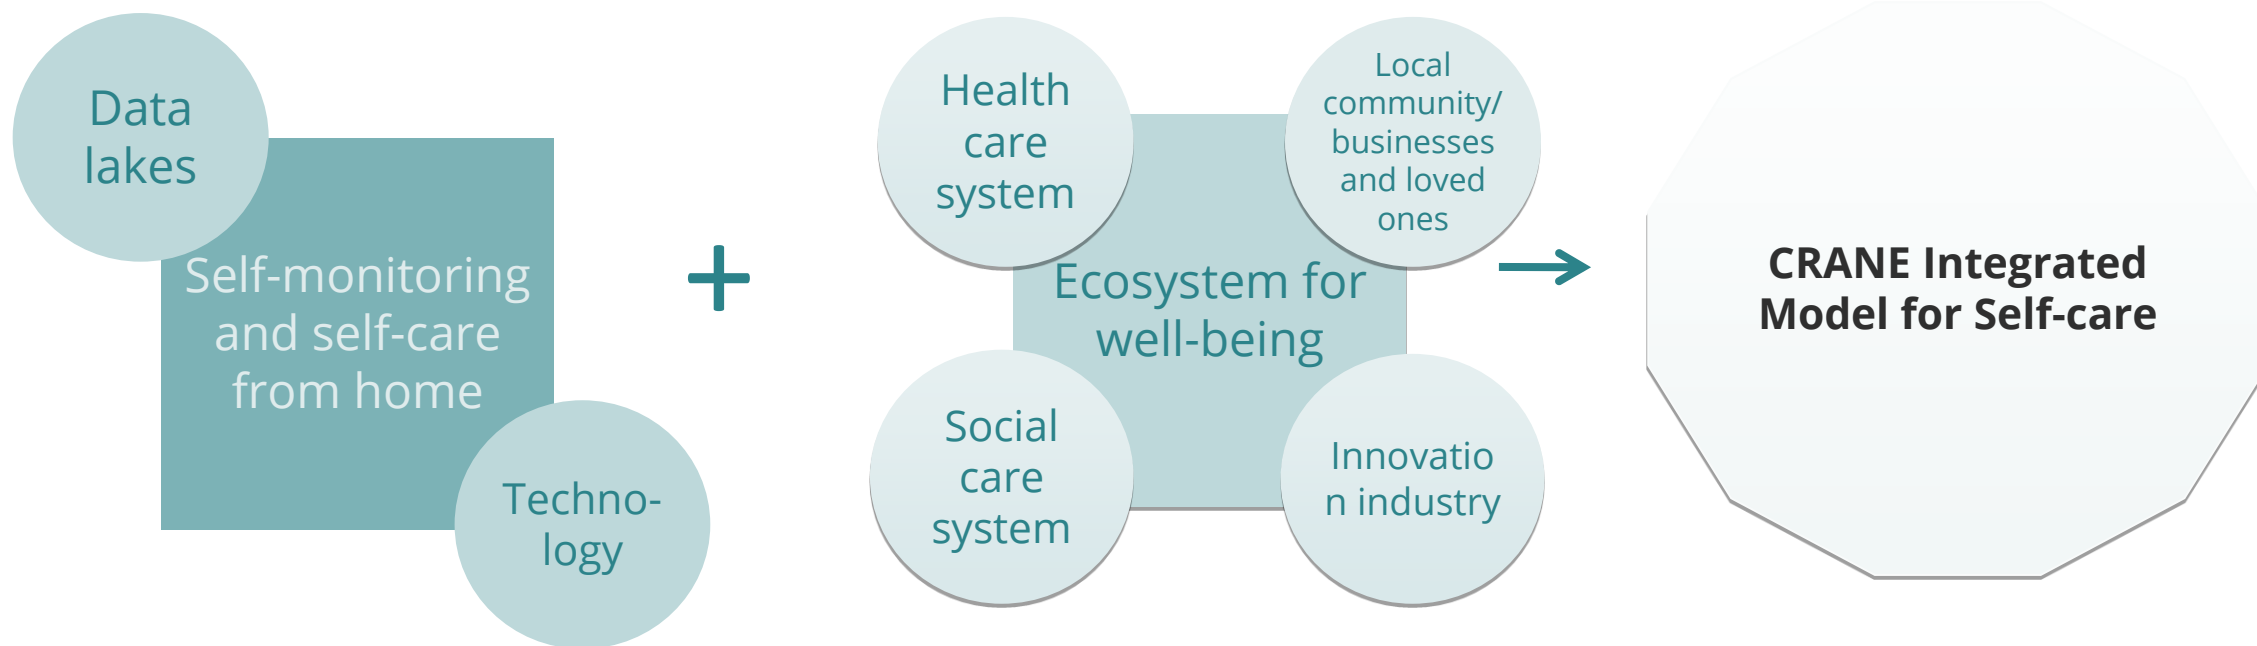 Data
lakes
Self-monitoring
and self-care
from home
Techno-
logy
+
Health
care
system
Local
community/
businesses
and loved
ones
Ecosystem for
well-being
Social
care
system
Innovatio
n industry
CRANE Integrated
Model for Self-care